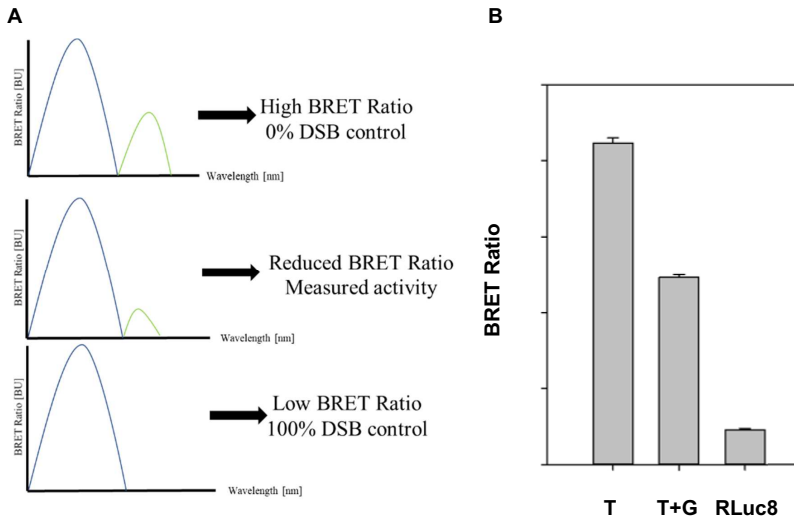 A
BRET Ratio [BU]
High BRET Ratio
0% DSB control
Wavelength [nm]
BRET Ratio [BU]
Reduced BRET Ratio
Measured activity
Wavelength [nm]
BRET Ratio [BU]
Low BRET Ratio
100% DSB control
Wavelength [nm]
B
BRET Ratio
T T+G RLuc8